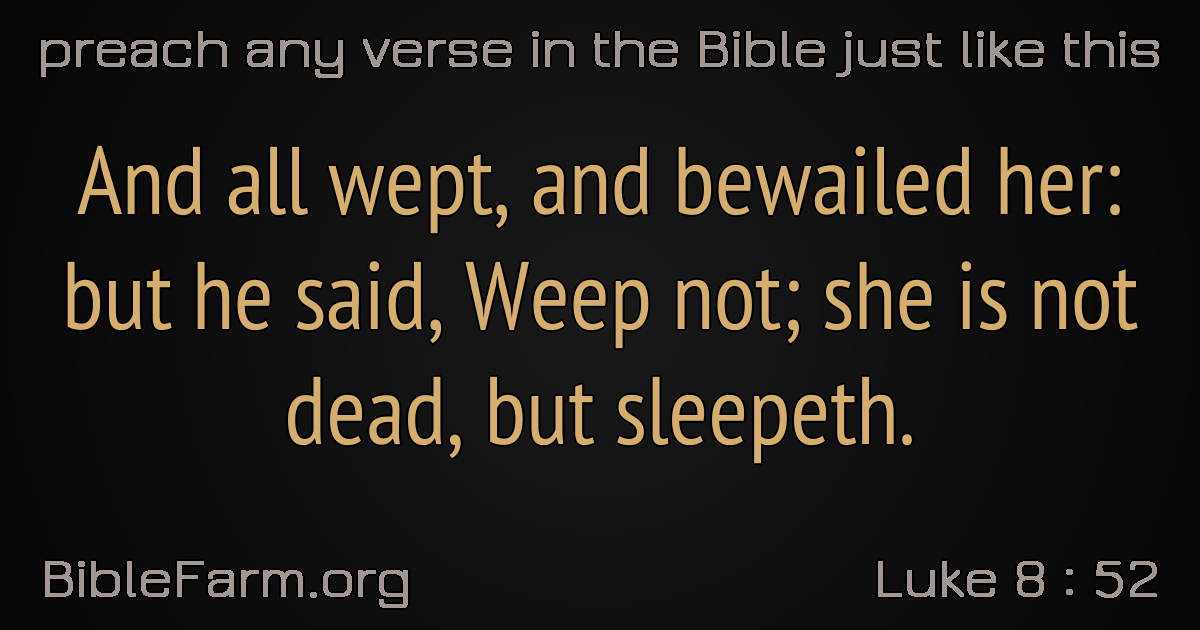 preach any verse in the Bible just like this
And all wept, and bewailed her:
but he said, Weep not; she is not
dead, but sleepeth.
BibleFarm.org
Luke 8 : 52